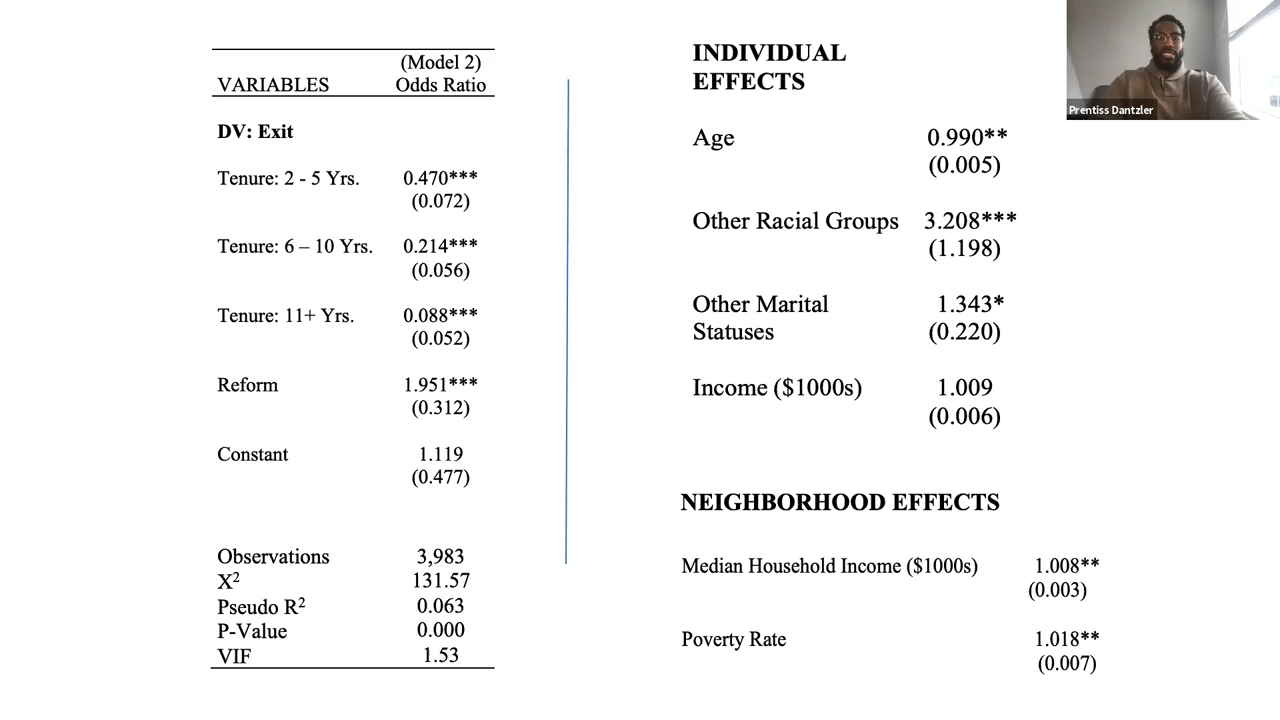 (Model 2)
VARIABLES Odds Ratio
DV: Exit
Tenure: 2 - 5 Yrs. 0.470***
(0.072)
Tenure: 6 – 10 Yrs. 0.214***
(0.056)
Tenure: 11+ Yrs. 0.088***
(0.052)
Reform 1.951***
(0.312)
Constant 1.119
(0.477)
Observations 3,983
X² 131.57
Pseudo R² 0.063
P-Value 0.000
VIF 1.53
INDIVIDUAL
EFFECTS
Age 0.990**
(0.005)
Other Racial Groups 3.208***
(1.198)
Other Marital 1.343*
Statuses (0.220)
Income ($1000s) 1.009
(0.006)
NEIGHBORHOOD EFFECTS
Median Household Income ($1000s) 1.008**
(0.003)
Poverty Rate 1.018**
(0.007)
Prentiss Dantzler